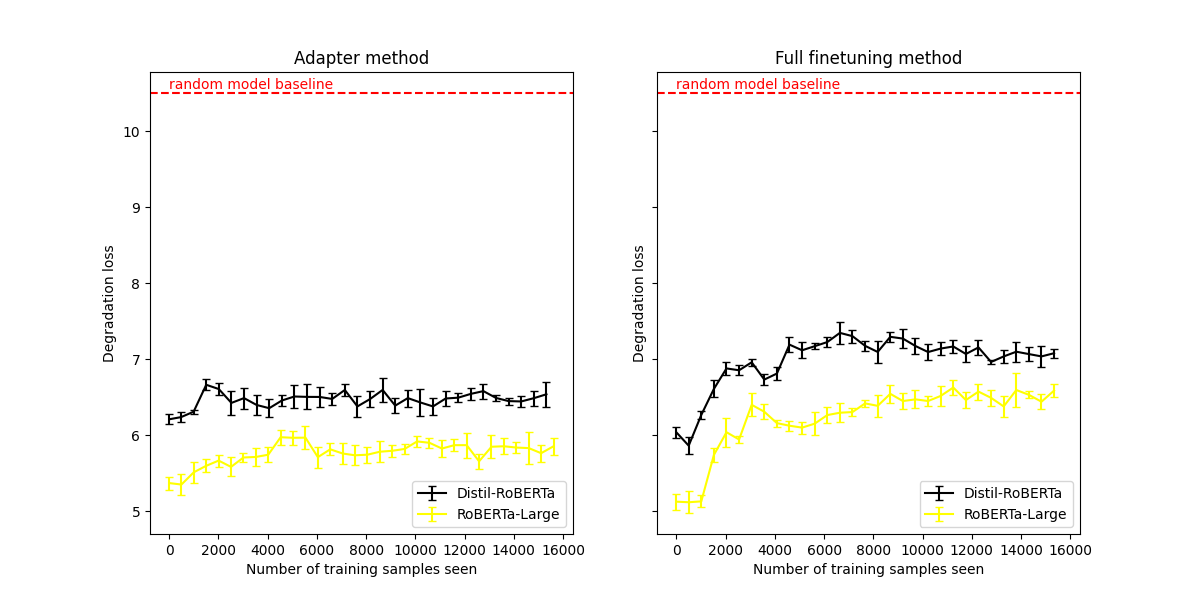 Adapter method
random model baseline
Degradation loss
10
9
8
7
6
5
0 2000 4000 6000 8000 10000 12000 14000 16000
Number of training samples seen
Distil-RoBERTa
RoBERTa-Large
Full finetuning method
random model baseline
Degradation loss
0 2000 4000 6000 8000 10000 12000 14000 16000
Number of training samples seen
Distil-RoBERTa
RoBERTa-Large